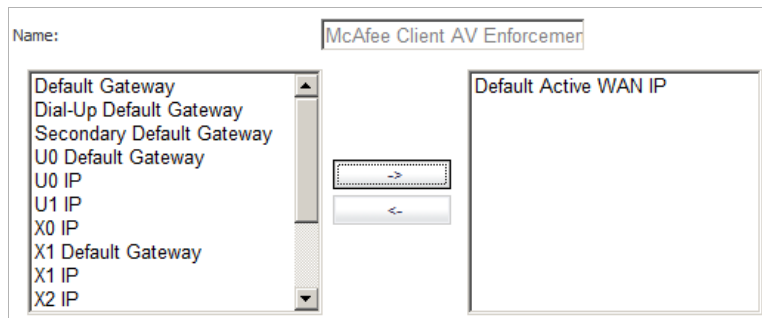 Name:
McAfee Client AV Enforcemer
Default Gateway
Dial-Up Default Gateway
Secondary Default Gateway
U0 Default Gateway
U0 IP
U1 IP
X0 IP
X1 Default Gateway
X1 IP
X2 IP
->
<-
Default Active WAN IP